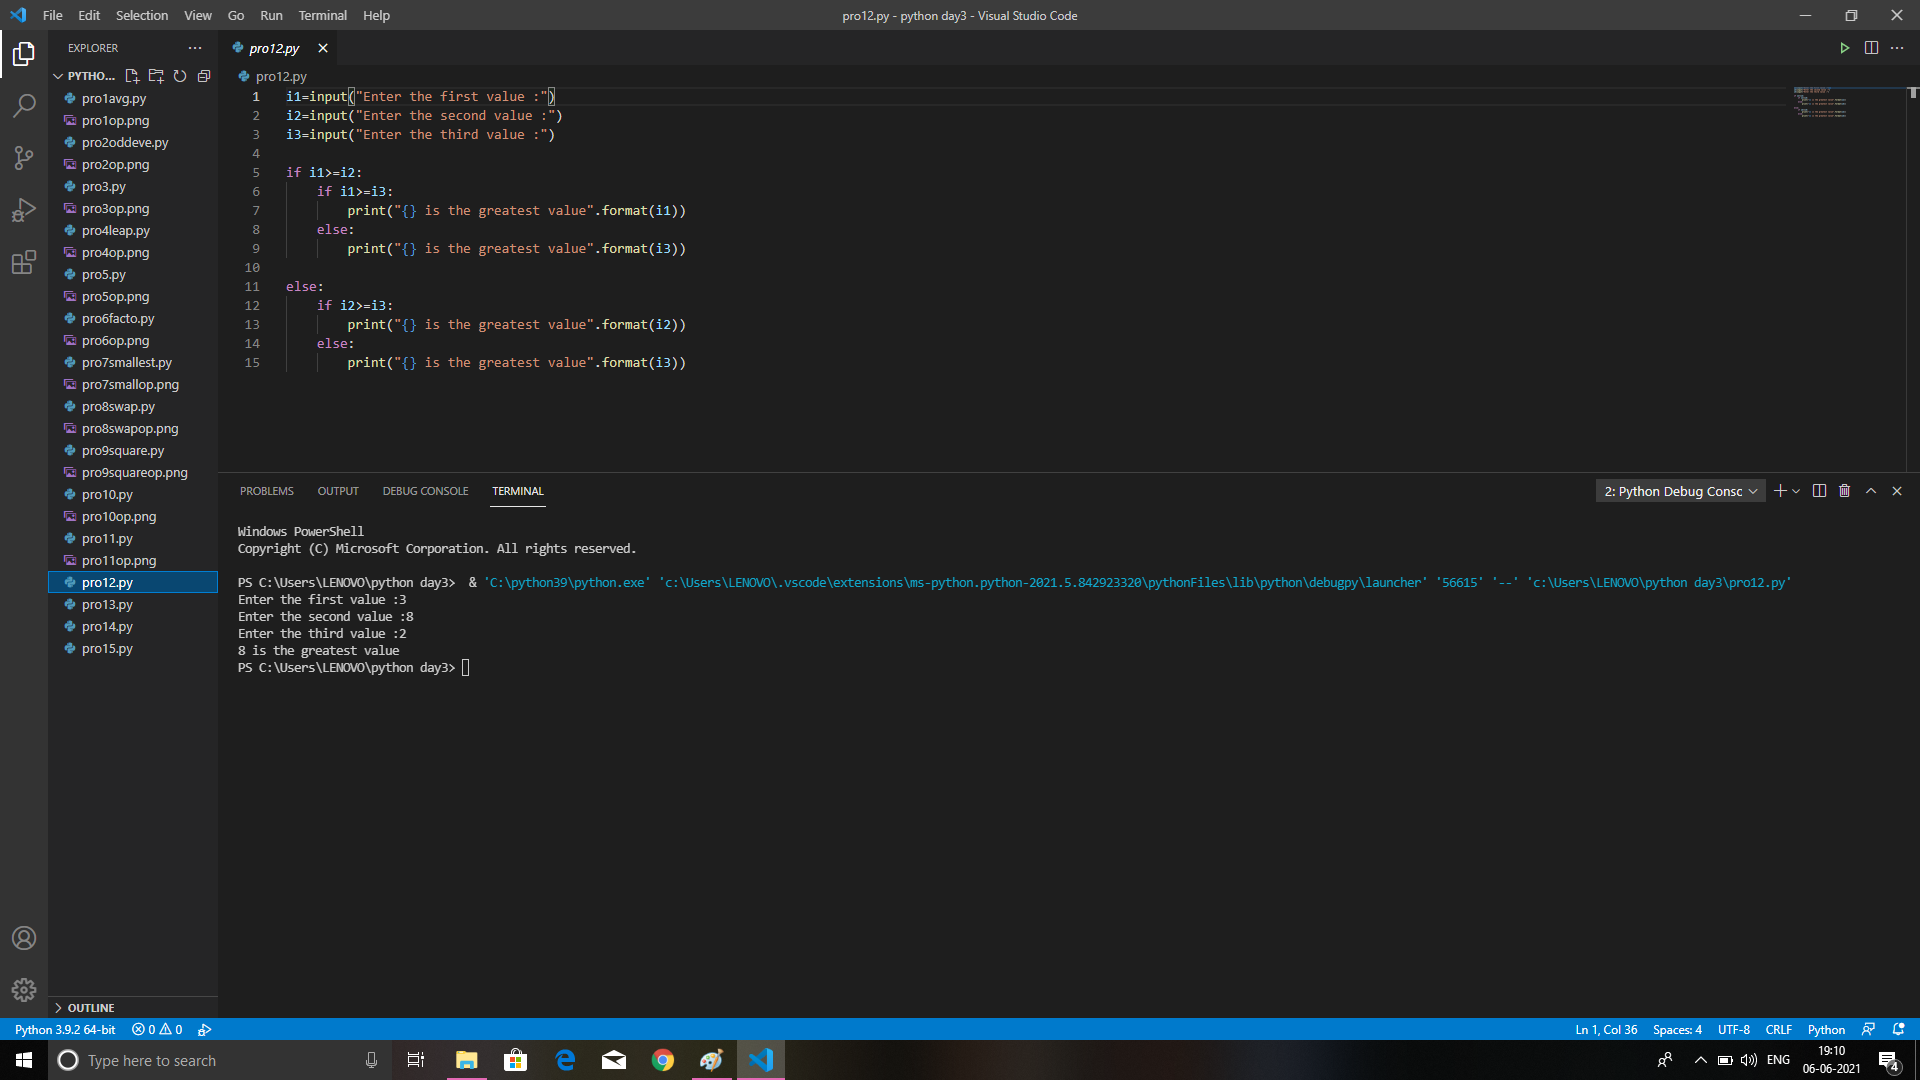 File Edit Selection View Go Run Terminal Help
pro12.py - python day3 - Visual Studio Code
EXPLORER
PYTHO...
pro1avg.py
pro1op.png
pro2oddeve.py
pro2op.png
pro3.py
pro3op.png
pro4leap.py
pro4op.png
pro5.py
pro5op.png
pro6facto.py
pro6op.png
pro7smallest.py
pro7smallop.png
pro8swap.py
pro8swapop.png
pro9square.py
pro9squareop.png
pro10.py
pro10op.png
pro11.py
pro11op.png
pro12.py
pro13.py
pro14.py
pro15.py
OUTLINE
pro12.py
pro12.py
1 i1=input("Enter the first value :")
2 i2=input("Enter the second value :")
3 i3=input("Enter the third value :")
4
5 if i1>=i2:
6     if i1>=i3:
7         print("{} is the greatest value".format(i1))
8     else:
9         print("{} is the greatest value".format(i3))
10
11 else:
12     if i2>=i3:
13         print("{} is the greatest value".format(i2))
14     else:
15         print("{} is the greatest value".format(i3))
PROBLEMS OUTPUT DEBUG CONSOLE TERMINAL
2: Python Debug Consc
Windows PowerShell
Copyright (C) Microsoft Corporation. All rights reserved.
PS C:\Users\LENOVO\python day3>  & 'C:\python39\python.exe' 'c:\Users\LENOVO\.vscode\extensions\ms-python.python-2021.5.842923320\pythonFiles\lib\python\debugpy\launcher' '56615' '--' 'c:\Users\LENOVO\python day3\pro12.py'
Enter the first value :3
Enter the second value :8
Enter the third value :2
8 is the greatest value
PS C:\Users\LENOVO\python day3>
Python 3.9.2 64-bit 0 0
Ln 1, Col 36 Spaces: 4 UTF-8 CRLF Python
Type here to search
ENG
19:10
06-06-2021
4